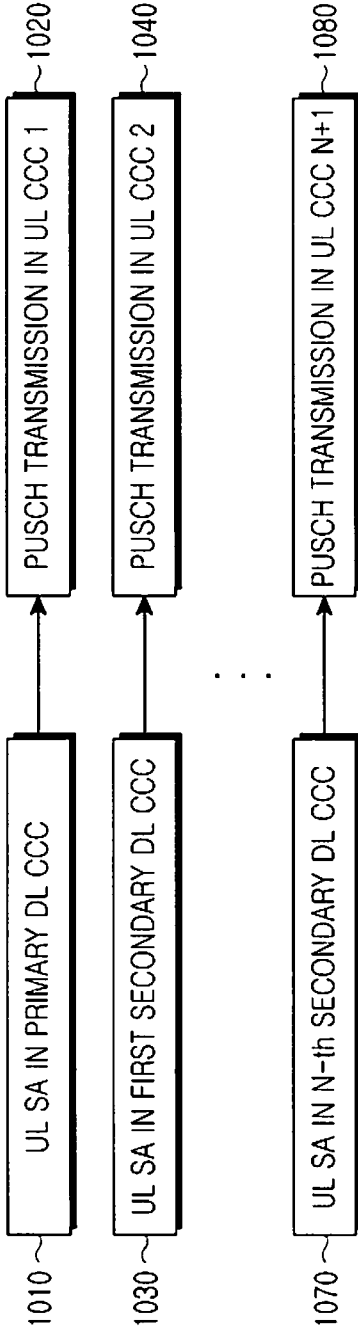 1010 UL SA IN PRIMARY DL CCC PUSCH TRANSMISSION IN UL CCC 1 1020
1030 UL SA IN FIRST SECONDARY DL CCC PUSCH TRANSMISSION IN UL CCC 2 1040
. . .
1070 UL SA IN N-th SECONDARY DL CCC PUSCH TRANSMISSION IN UL CCC N+1 1080